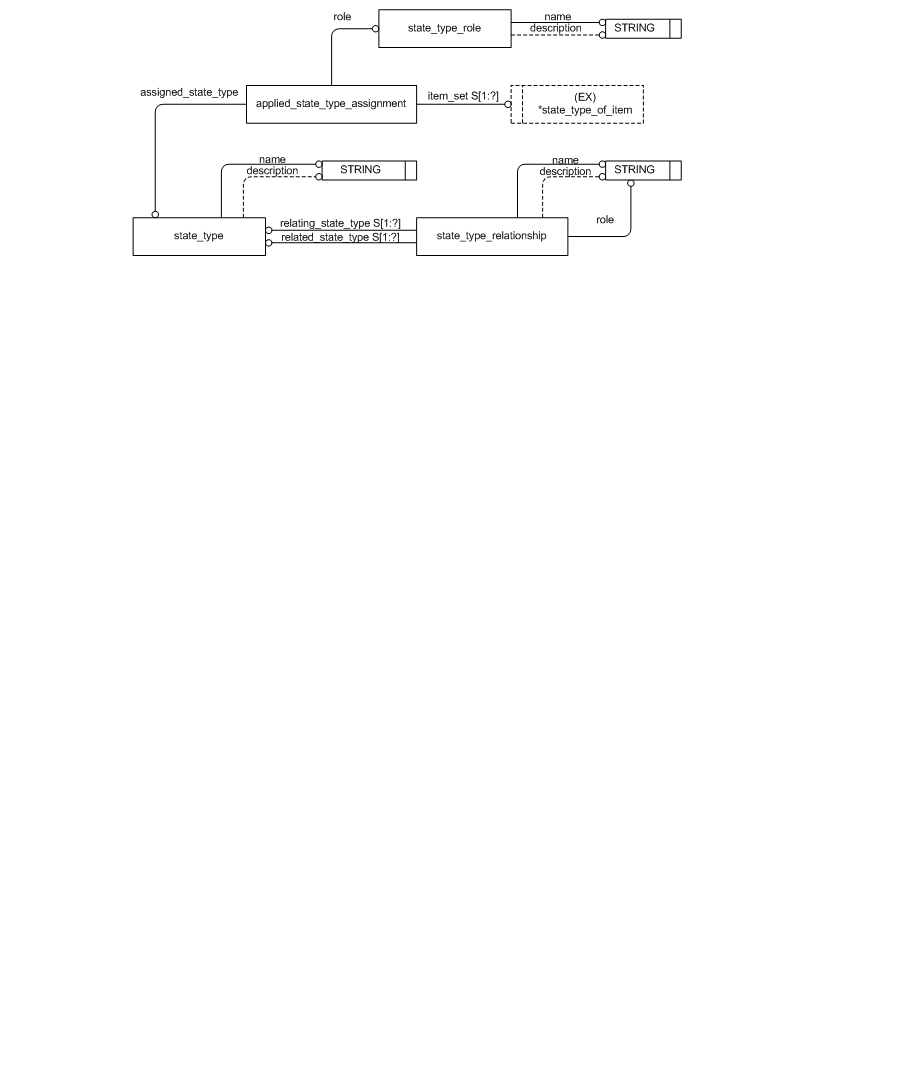 role
state_type_role
name
description
STRING
assigned_state_type
applied_state_type_assignment
item_set S[1:?]
(EX)
*state_type_of_item
name
description
STRING
name
description
STRING
role
state_type
relating_state_type S[1:?]
related_state_type S[1:?]
state_type_relationship